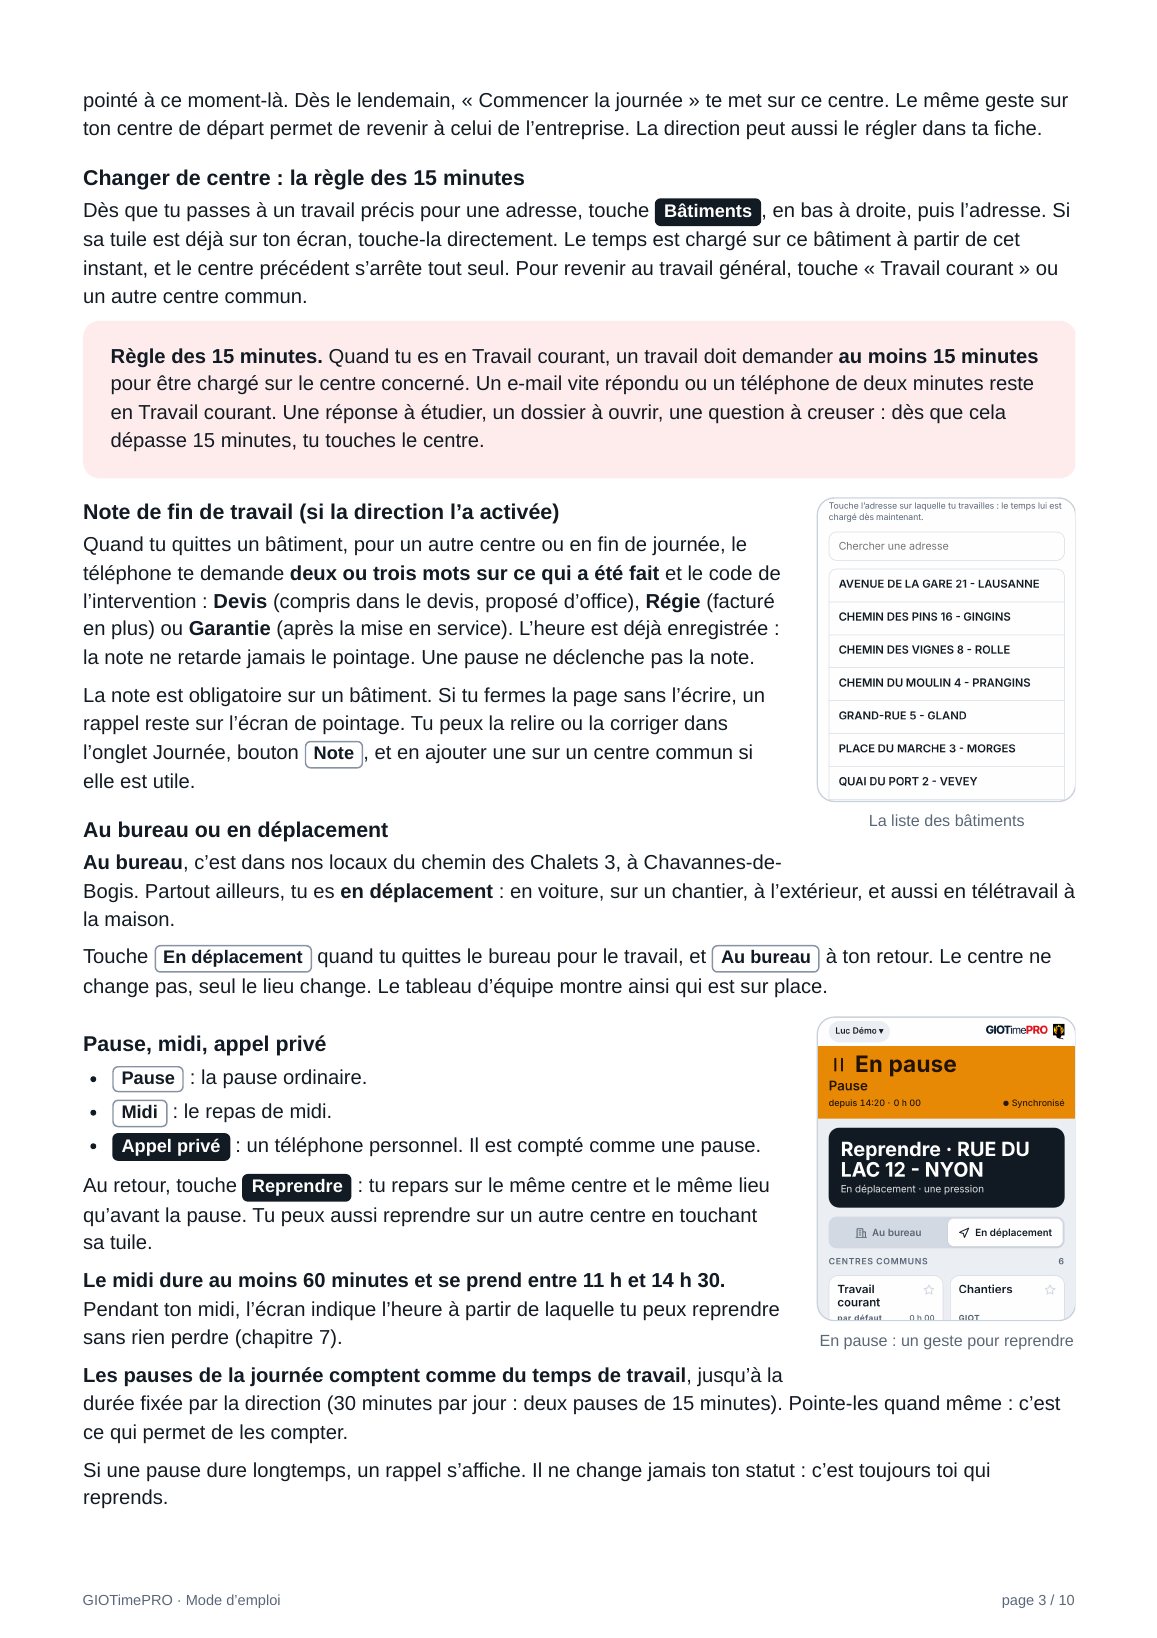 pointé à ce moment-là. Dès le lendemain, « Commencer la journée » te met sur ce centre. Le même geste sur
ton centre de départ permet de revenir à celui de l’entreprise. La direction peut aussi le régler dans ta fiche.
Changer de centre : la règle des 15 minutes
Dès que tu passes à un travail précis pour une adresse, touche Bâtiments, en bas à droite, puis l’adresse. Si
sa tuile est déjà sur ton écran, touche-la directement. Le temps est chargé sur ce bâtiment à partir de cet
instant, et le centre précédent s’arrête tout seul. Pour revenir au travail général, touche « Travail courant » ou
un autre centre commun.
Règle des 15 minutes. Quand tu es en Travail courant, un travail doit demander au moins 15 minutes
pour être chargé sur le centre concerné. Un e-mail vite répondu ou un téléphone de deux minutes reste
en Travail courant. Une réponse à étudier, un dossier à ouvrir, une question à creuser : dès que cela
dépasse 15 minutes, tu touches le centre.
Note de fin de travail (si la direction l’a activée)
Quand tu quittes un bâtiment, pour un autre centre ou en fin de journée, le
téléphone te demande deux ou trois mots sur ce qui a été fait et le code de
l’intervention : Devis (compris dans le devis, proposé d’office), Régie (facturé
en plus) ou Garantie (après la mise en service). L’heure est déjà enregistrée :
la note ne retarde jamais le pointage. Une pause ne déclenche pas la note.
La note est obligatoire sur un bâtiment. Si tu fermes la page sans l’écrire, un
rappel reste sur l’écran de pointage. Tu peux la relire ou la corriger dans
l’onglet Journée, bouton Note, et en ajouter une sur un centre commun si
elle est utile.
Touche l’adresse sur laquelle tu travailles : le temps lui est
chargé dès maintenant.
Chercher une adresse
AVENUE DE LA GARE 21 - LAUSANNE
CHEMIN DES PINS 16 - GINGINS
CHEMIN DES VIGNES 8 - ROLLE
CHEMIN DU MOULIN 4 - PRANGINS
GRAND-RUE 5 - GLAND
PLACE DU MARCHE 3 - MORGES
QUAI DU PORT 2 - VEVEY
La liste des bâtiments
Au bureau ou en déplacement
Au bureau, c’est dans nos locaux du chemin des Chalets 3, à Chavannes-de-
Bogis. Partout ailleurs, tu es en déplacement : en voiture, sur un chantier, à l’extérieur, et aussi en télétravail à
la maison.
Touche En déplacement quand tu quittes le bureau pour le travail, et Au bureau à ton retour. Le centre ne
change pas, seul le lieu change. Le tableau d’équipe montre ainsi qui est sur place.
Pause, midi, appel privé
• Pause : la pause ordinaire.
• Midi : le repas de midi.
• Appel privé : un téléphone personnel. Il est compté comme une pause.
Au retour, touche Reprendre : tu repars sur le même centre et le même lieu
qu’avant la pause. Tu peux aussi reprendre sur un autre centre en touchant
sa tuile.
Le midi dure au moins 60 minutes et se prend entre 11 h et 14 h 30.
Pendant ton midi, l’écran indique l’heure à partir de laquelle tu peux reprendre
sans rien perdre (chapitre 7).
Luc Démo ▾
GIOTimePRO
En pause
Pause
depuis 14:20 · 0 h 00
● Synchronisé
Reprendre · RUE DU
LAC 12 - NYON
En déplacement · une pression
Au bureau
En déplacement
CENTRES COMMUNS 6
Travail
courant
par défaut 0 h 00
Chantiers
GIOT
En pause : un geste pour reprendre
Les pauses de la journée comptent comme du temps de travail, jusqu’à la
durée fixée par la direction (30 minutes par jour : deux pauses de 15 minutes). Pointe-les quand même : c’est
ce qui permet de les compter.
Si une pause dure longtemps, un rappel s’affiche. Il ne change jamais ton statut : c’est toujours toi qui
reprends.
GIOTimePRO · Mode d’emploi
page 3 / 10